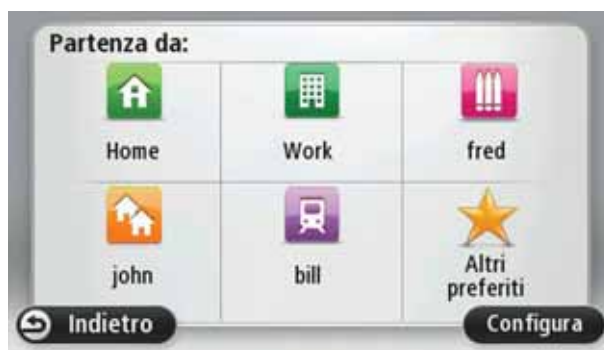 Partenza da:
Home
Work
fred
john
bill
Altri
preferiti
Indietro
Configura